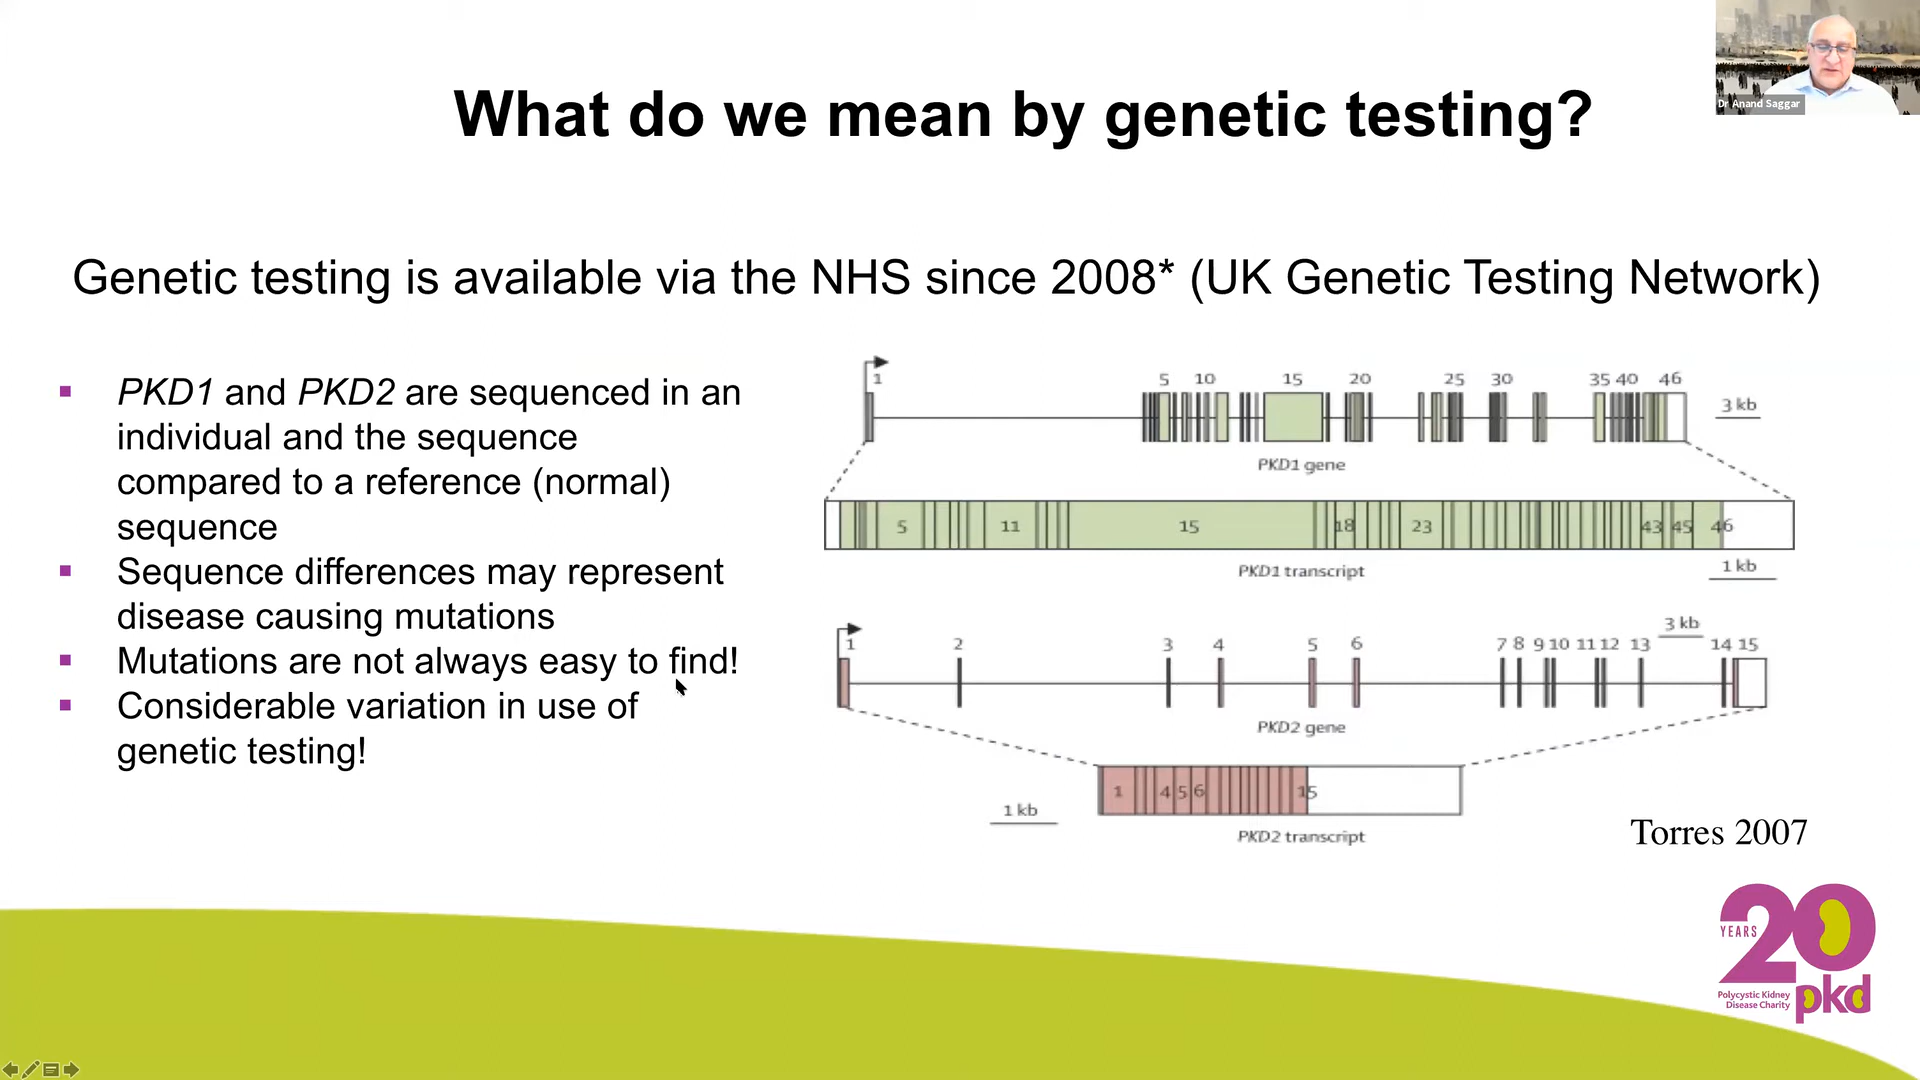 Dr Anand Saggar
What do we mean by genetic testing?
Genetic testing is available via the NHS since 2008* (UK Genetic Testing Network)
▪ PKD1 and PKD2 are sequenced in an
individual and the sequence
compared to a reference (normal)
sequence
▪ Sequence differences may represent
disease causing mutations
▪ Mutations are not always easy to find!
▪ Considerable variation in use of
genetic testing!
1 5 10 15 20 25 30 35 40 46
3 kb
PKD1 gene
5 11 15 18 23 43 45 46
PKD1 transcript
1 kb
3 kb
1 2 3 4 5 6 7 8 9 10 11 12 13 14 15
PKD2 gene
1 4 5 6 15
1 kb
PKD2 transcript
Torres 2007
20
YEARS
Polycystic Kidney
Disease Charity
pkd